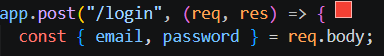 app.post("/login", (req, res) => {
const { email, password } = req.body;